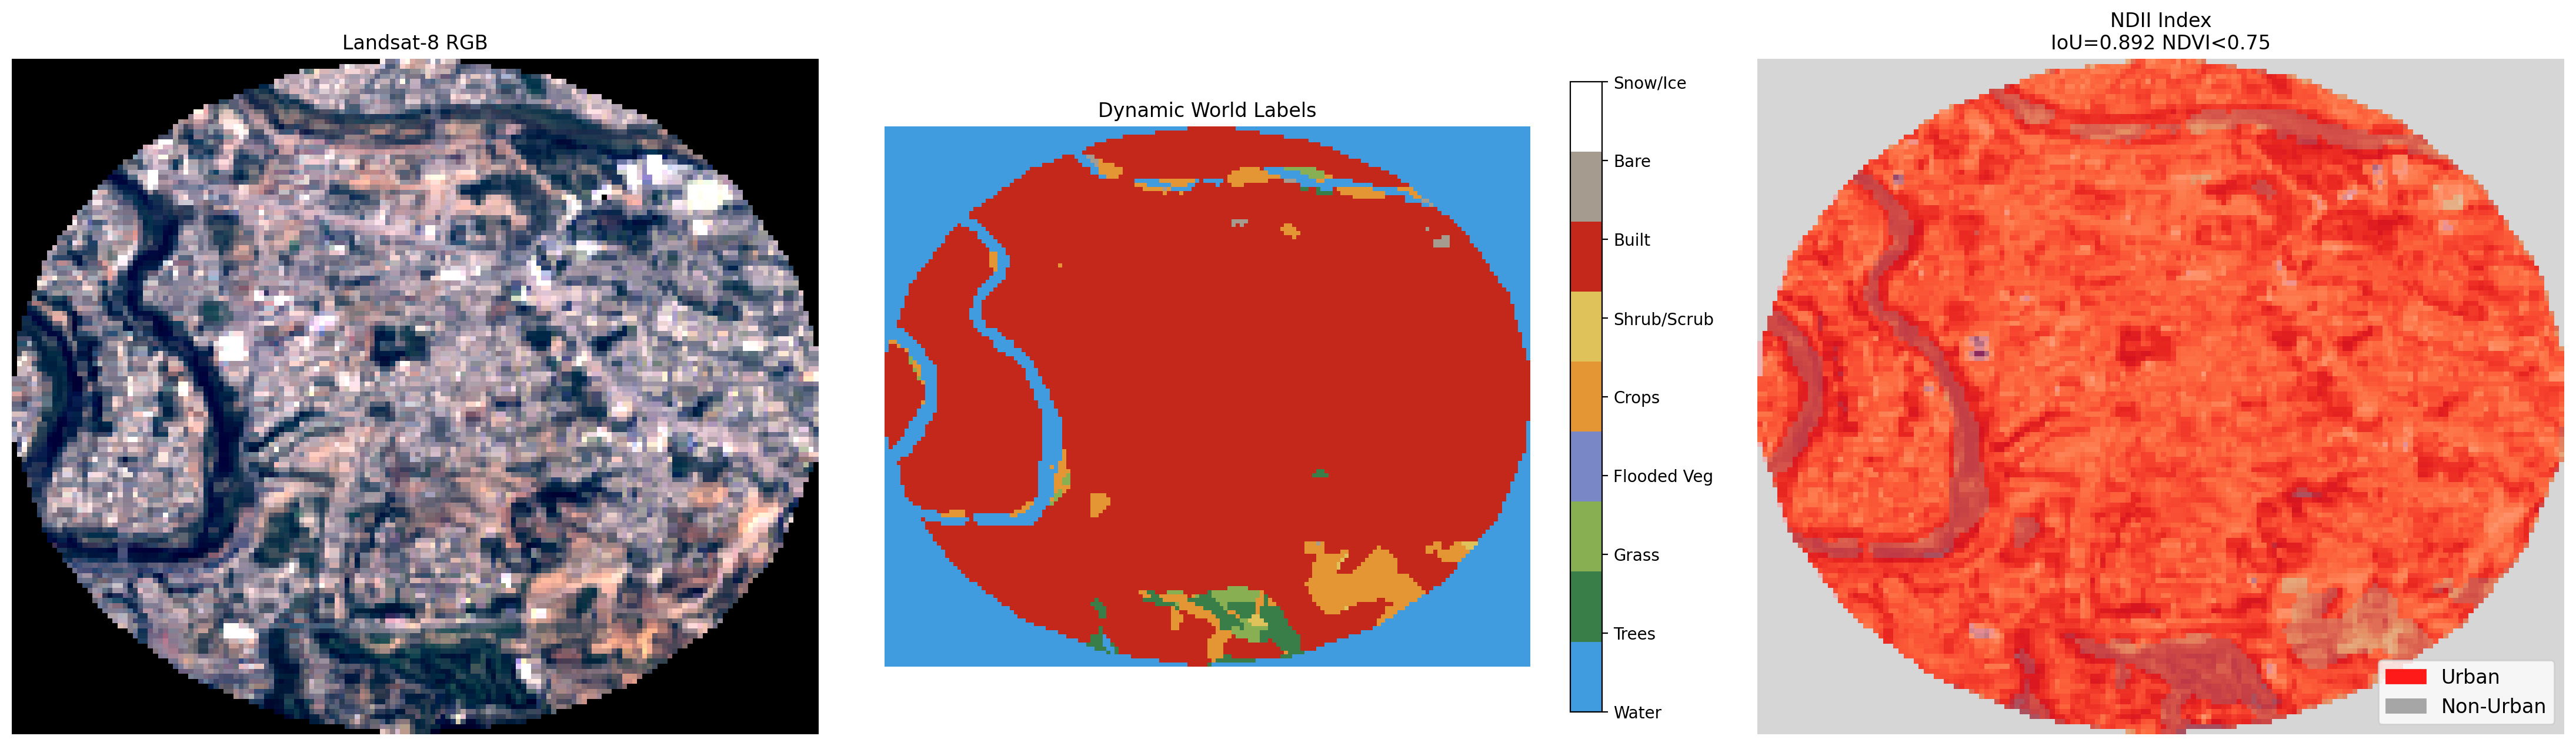 Landsat-8 RGB
Dynamic World Labels
Snow/Ice
Bare
Built
Shrub/Scrub
Crops
Flooded Veg
Grass
Trees
Water
NDII Index
IoU=0.892 NDVI<0.75
Urban
Non-Urban